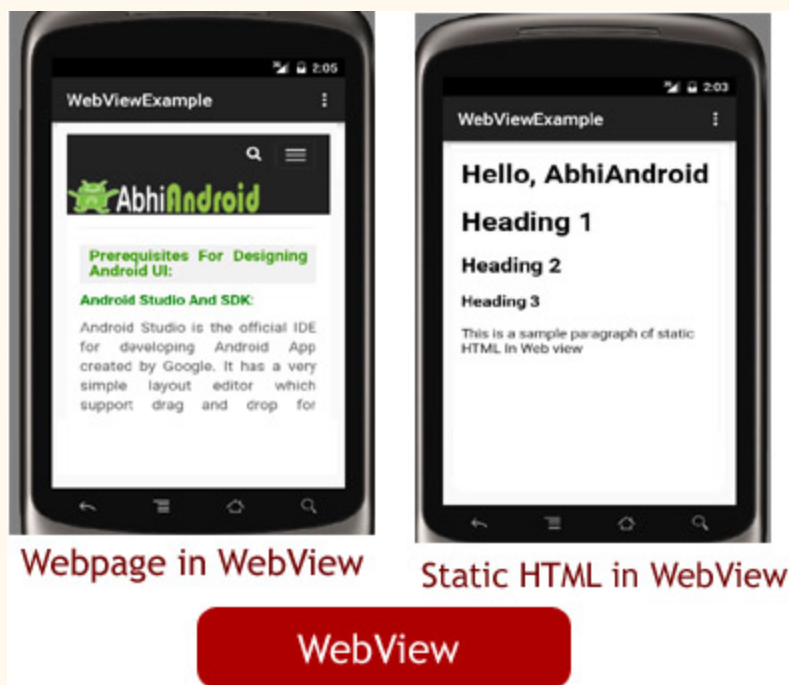 2:05
WebViewExample
AbhiAndroid
Prerequisites For Designing
Android UI:
Android Studio And SDK:
Android Studio is the official IDE
for developing Android App
created by Google. It has a very
simple layout editor which
support drag and drop for
Webpage in WebView
2:03
WebViewExample
Hello, AbhiAndroid
Heading 1
Heading 2
Heading 3
This is a sample paragraph of static
HTML In Web view
Static HTML in WebView
WebView